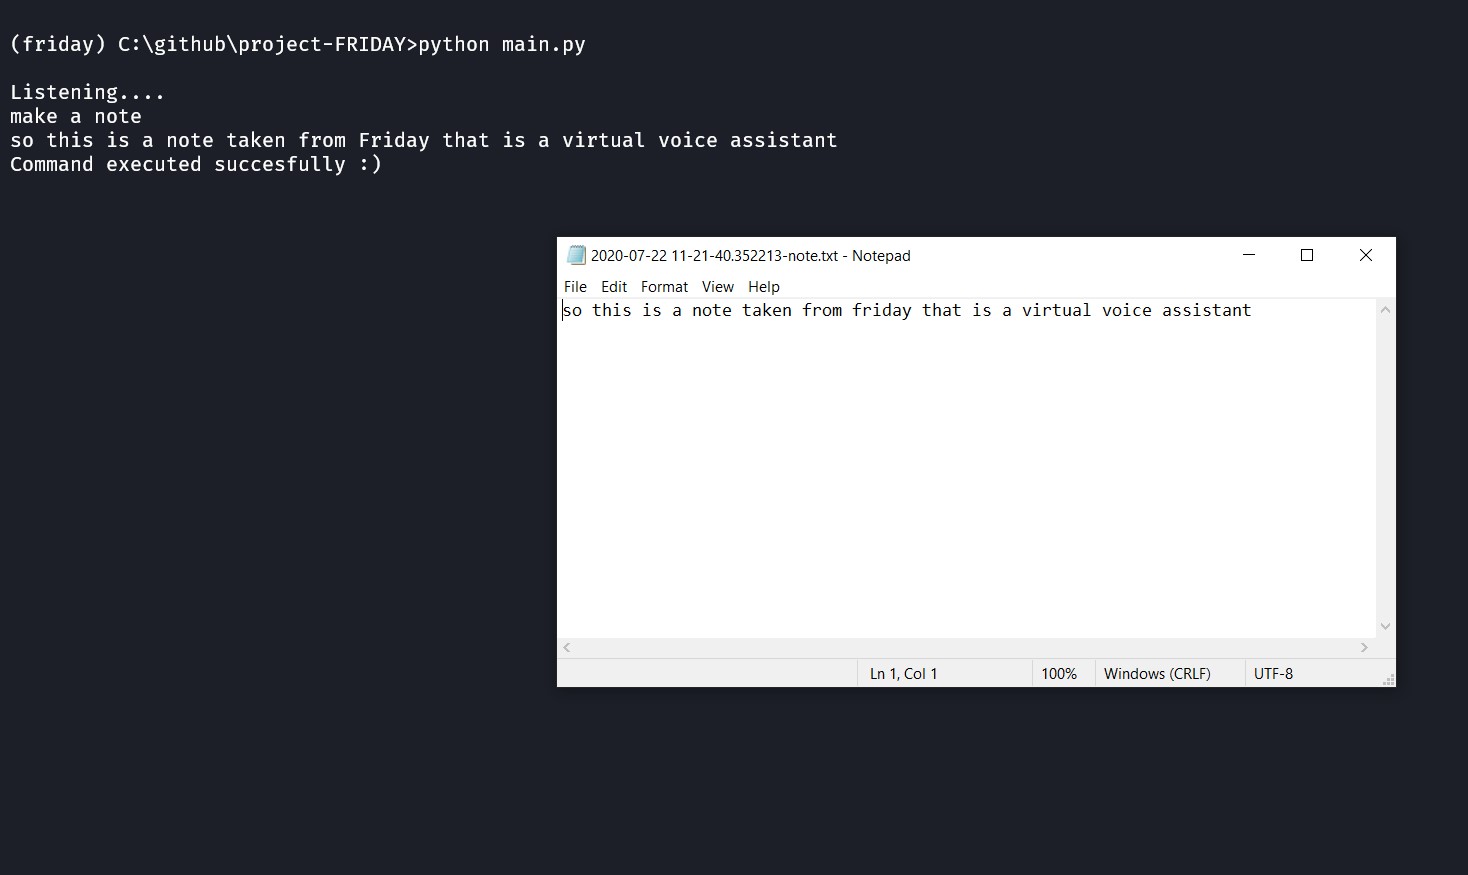 (friday) C:\github\project-FRIDAY>python main.py
Listening....
make a note
so this is a note taken from Friday that is a virtual voice assistant
Command executed succesfully :)
2020-07-22 11-21-40.352213-note.txt - Notepad
File Edit Format View Help
so this is a note taken from friday that is a virtual voice assistant
Ln 1, Col 1 100% Windows (CRLF) UTF-8